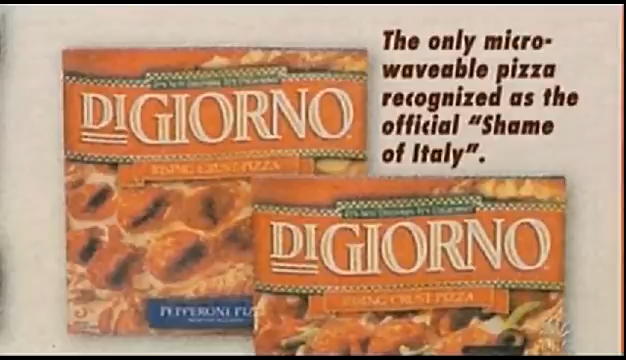 The only micro-
waveable pizza
recognized as the
official "Shame
of Italy".
DIGIORNO
RISING CRUST PIZZA
PEPPERONI
DIGIORNO
RISING CRUST PIZZA